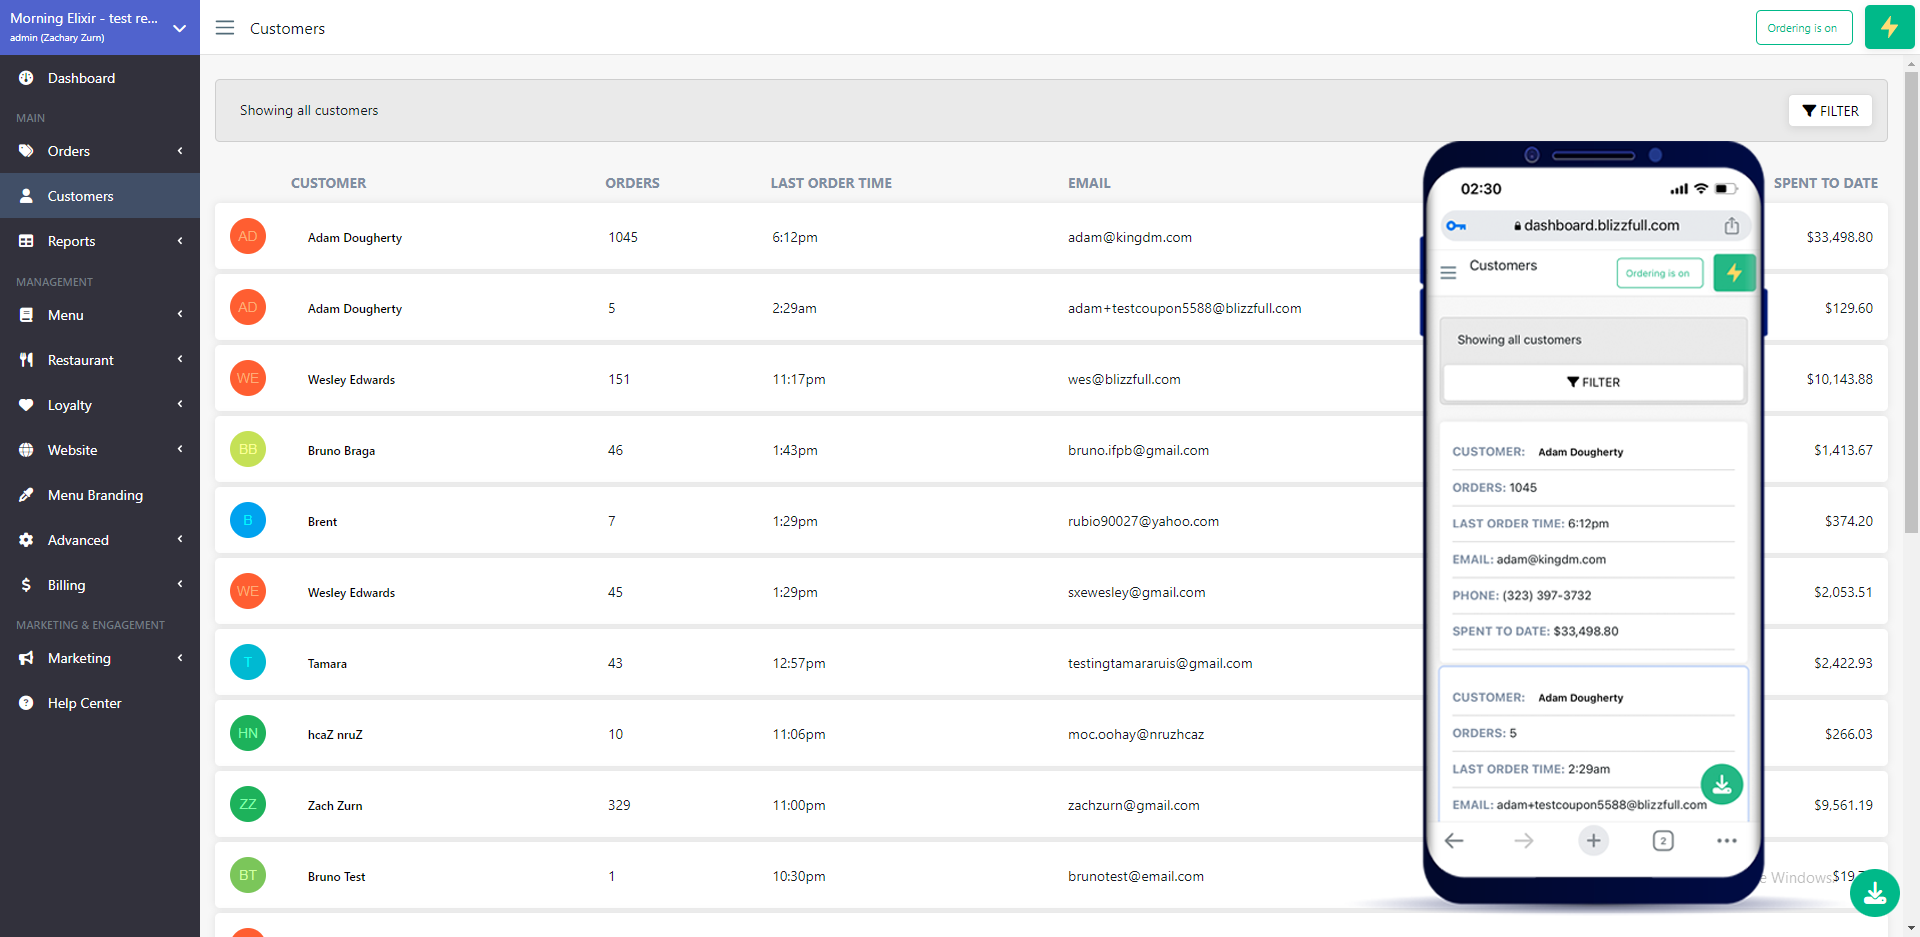 Morning Elixir - test re...
admin (Zachary Zurn)
Customers
Ordering is on
Dashboard
MAIN
Orders
Customers
Reports
MANAGEMENT
Menu
Restaurant
Loyalty
Website
Menu Branding
Advanced
Billing
MARKETING & ENGAGEMENT
Marketing
Help Center
Showing all customers
FILTER
CUSTOMER ORDERS LAST ORDER TIME EMAIL SPENT TO DATE
AD Adam Dougherty 1045 6:12pm adam@kingdm.com $33,498.80
AD Adam Dougherty 5 2:29am adam+testcoupon5588@blizzfull.com $129.60
WE Wesley Edwards 151 11:17pm wes@blizzfull.com $10,143.88
BB Bruno Braga 46 1:43pm bruno.ifpb@gmail.com $1,413.67
B Brent 7 1:29pm rubio90027@yahoo.com $374.20
WE Wesley Edwards 45 1:29pm sxewesley@gmail.com $2,053.51
T Tamara 43 12:57pm testingtamararuis@gmail.com $2,422.93
HN hcaZ nruZ 10 11:06pm moc.oohay@nruzhcaz $266.03
ZZ Zach Zurn 329 11:00pm zachzurn@gmail.com $9,561.19
BT Bruno Test 1 10:30pm brunotest@email.com
Windows
02:30
dashboard.blizzfull.com
Customers
Ordering is on
Showing all customers
FILTER
CUSTOMER: Adam Dougherty
ORDERS: 1045
LAST ORDER TIME: 6:12pm
EMAIL: adam@kingdm.com
PHONE: (323) 397-3732
SPENT TO DATE: $33,498.80
CUSTOMER: Adam Dougherty
ORDERS: 5
LAST ORDER TIME: 2:29am
EMAIL: adam+testcoupon5588@blizzfull.com
2